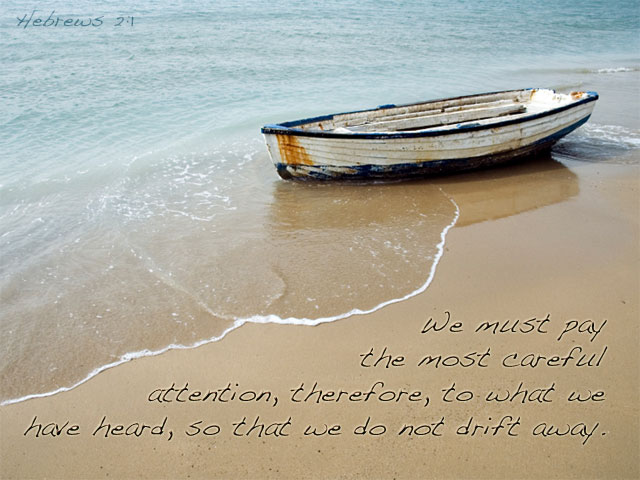 Hebrews 2:1
We must pay
the most careful
attention, therefore, to what we
have heard, so that we do not drift away.